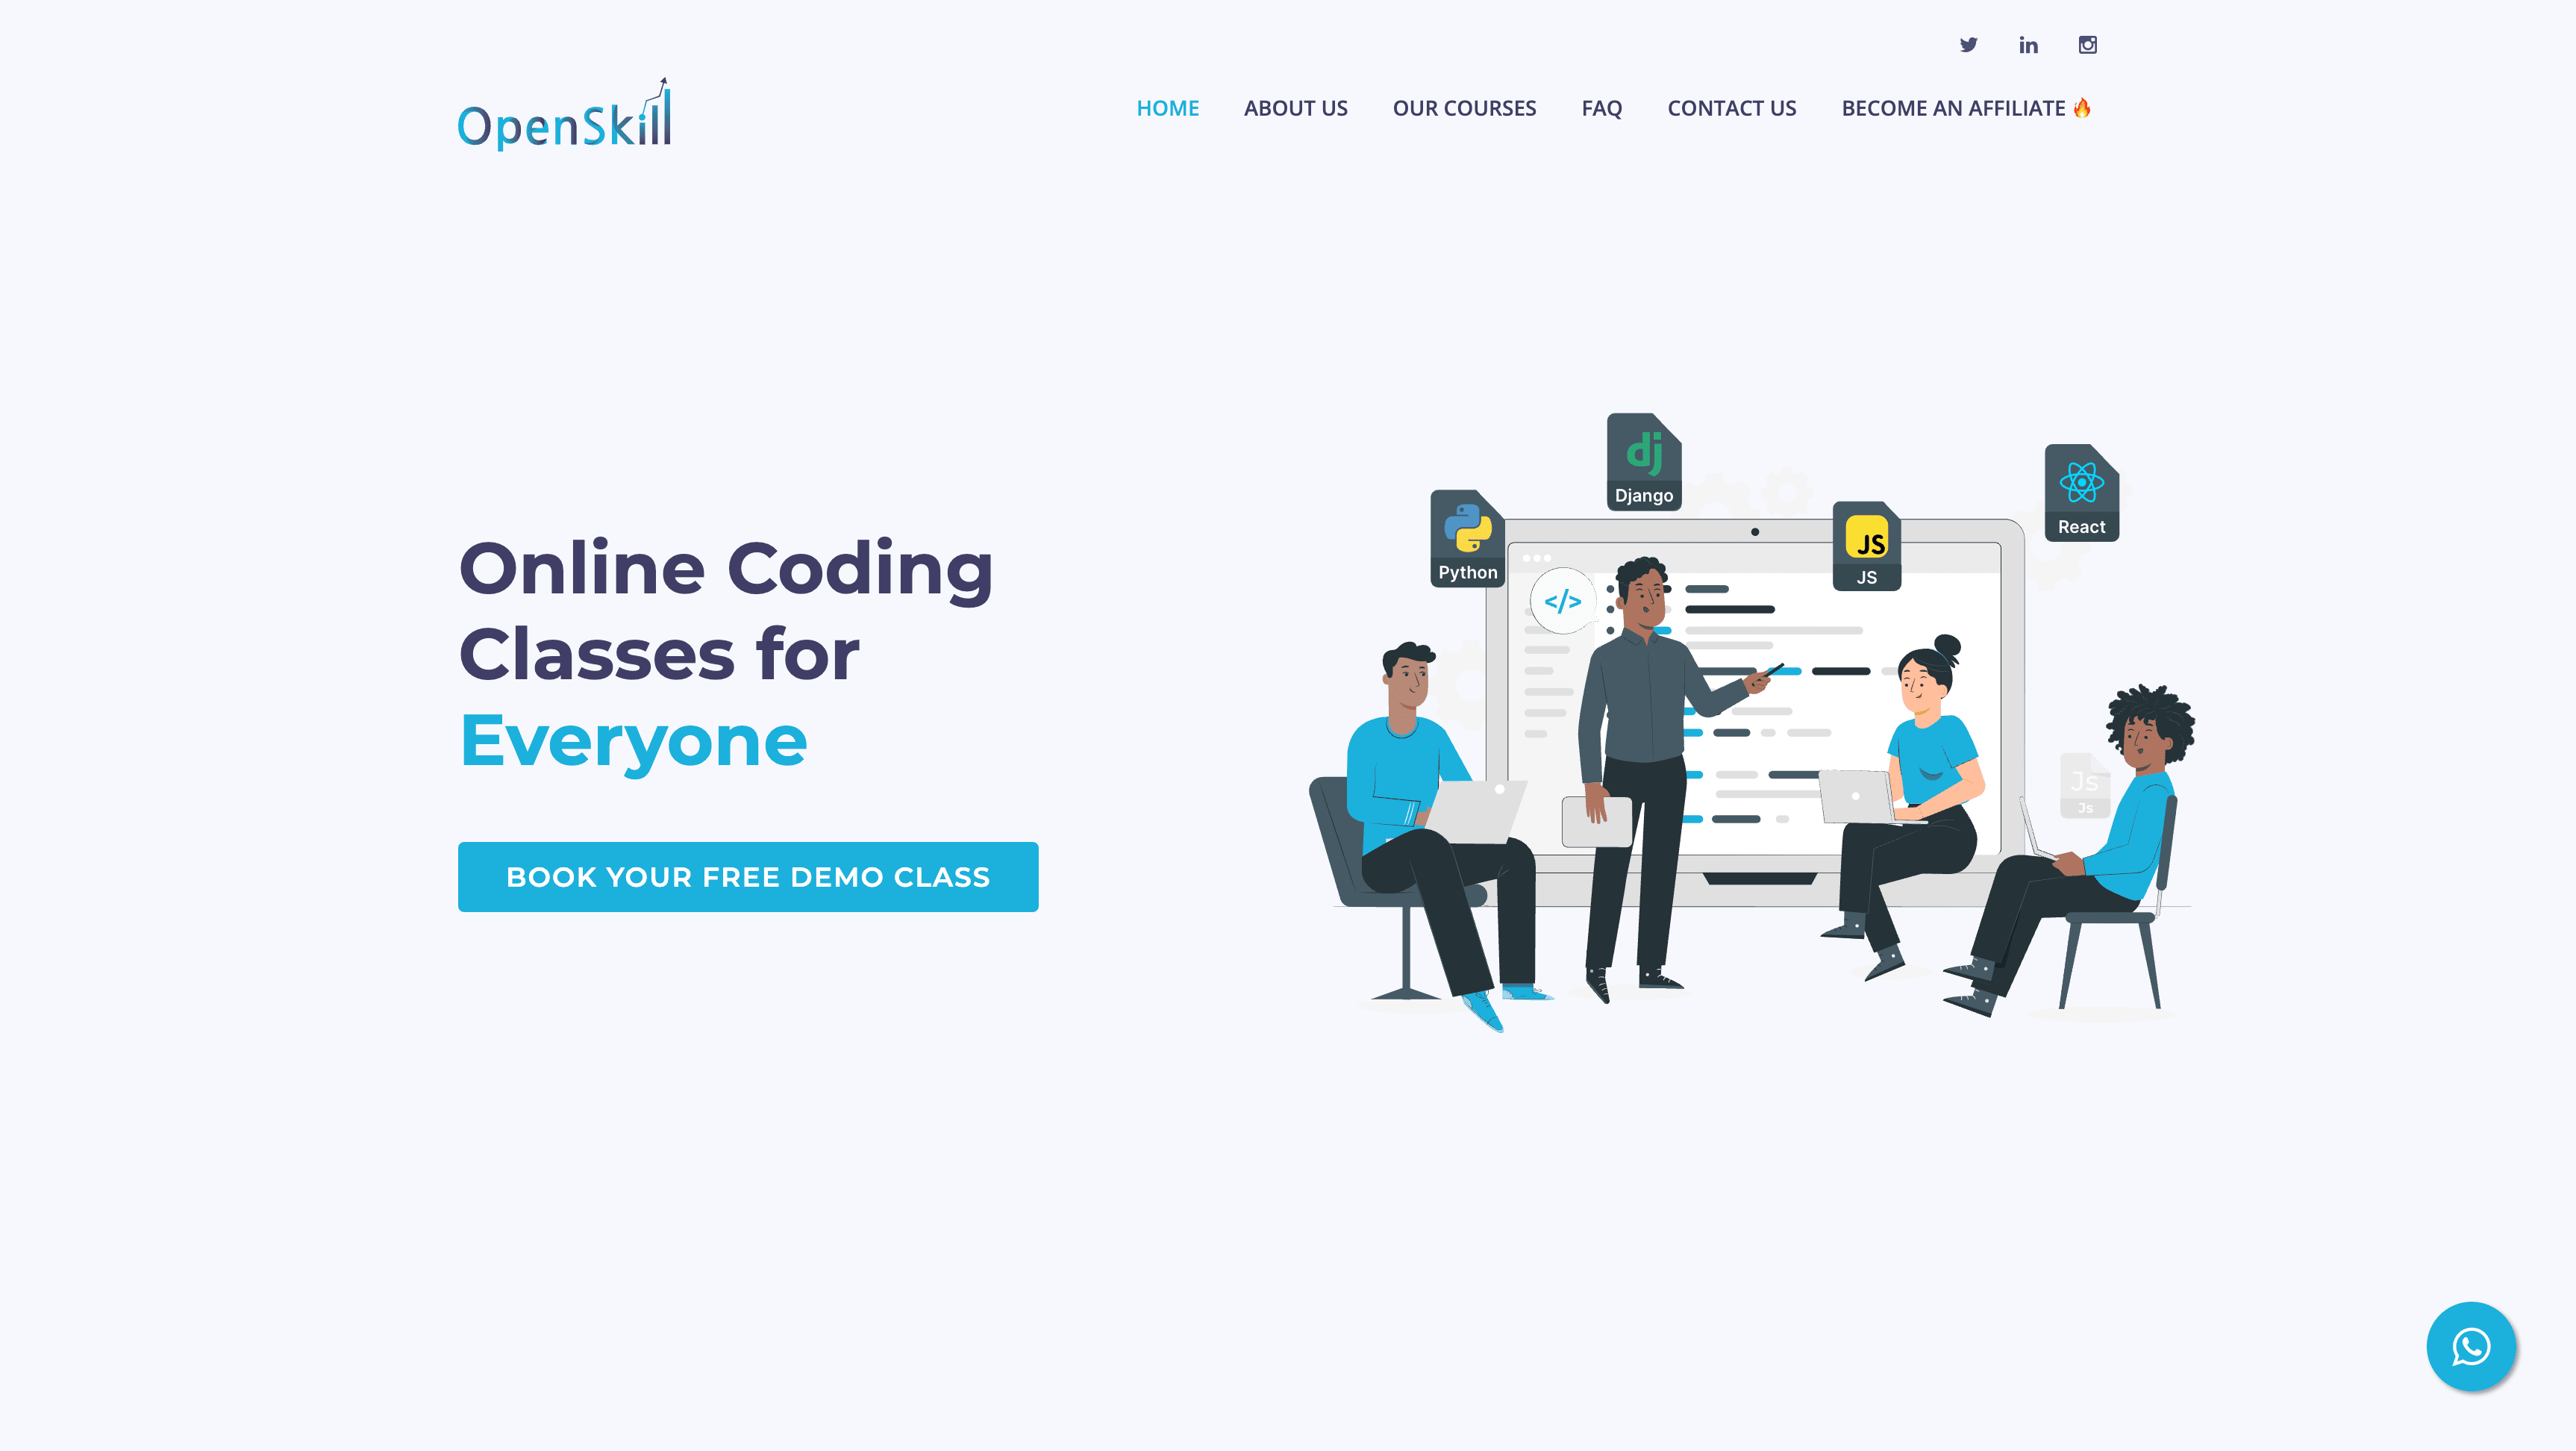 OpenSkill
HOME ABOUT US OUR COURSES FAQ CONTACT US BECOME AN AFFILIATE 🔥
Online Coding
Classes for
Everyone
BOOK YOUR FREE DEMO CLASS
dj
Django
React
Python
JS
JS
</>
Js
Js